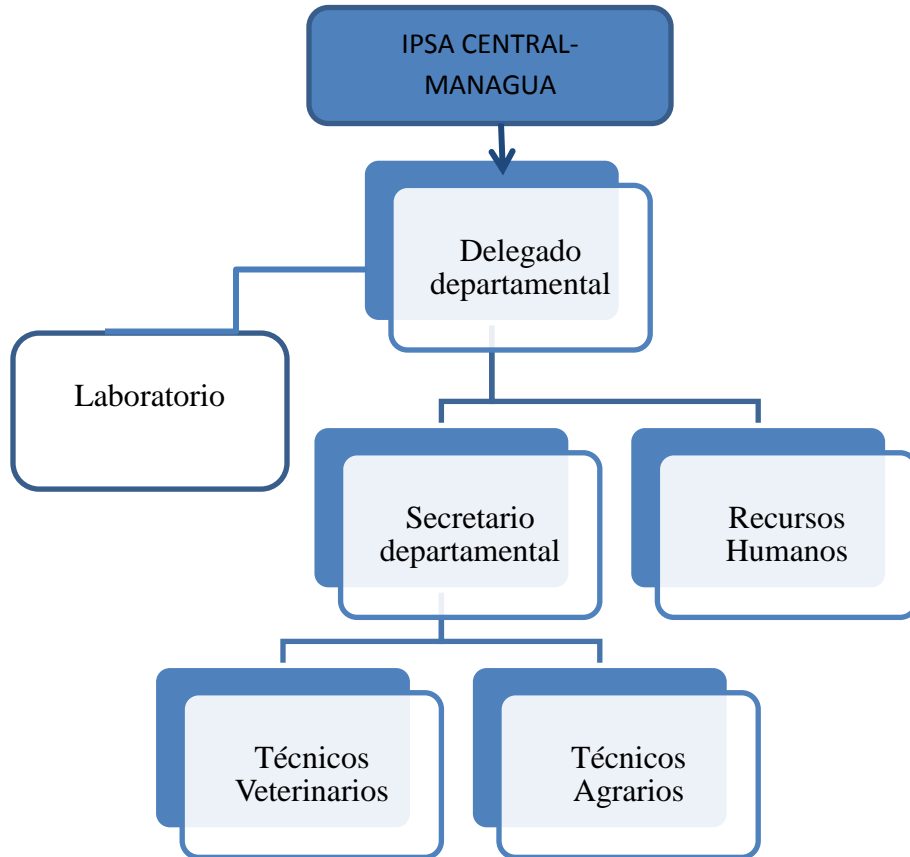 IPSA CENTRAL-
MANAGUA
Delegado
departamental
Laboratorio
Secretario
departamental
Recursos
Humanos
Técnicos
Veterinarios
Técnicos
Agrarios